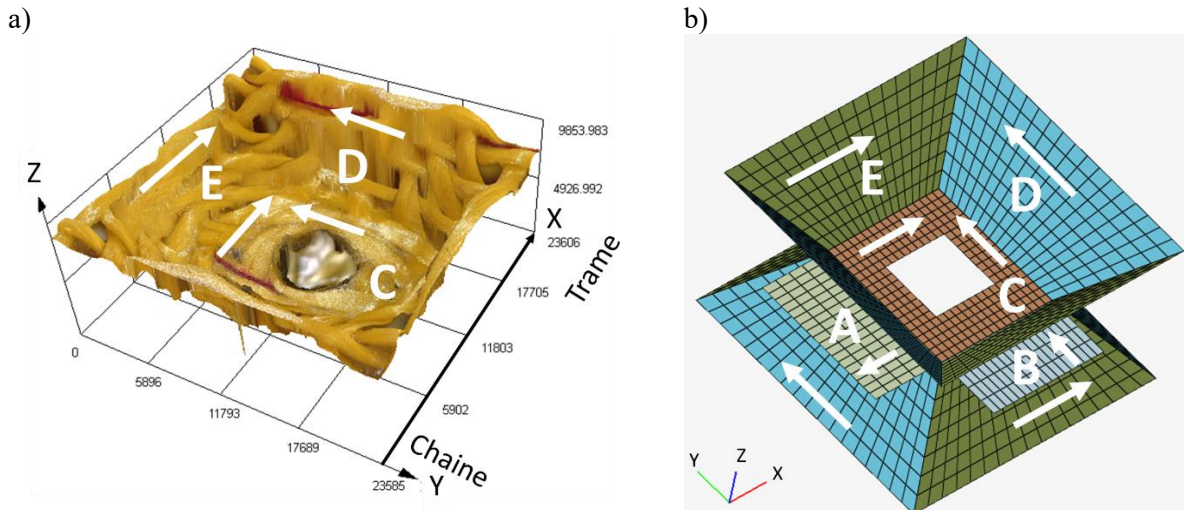 a)
b)
Z
E
D
C
9853.983
4926.992
X
23606
17705
11803
5902
Trame
0
5896
11793
17689
23585
Chaine
Y
E
D
C
A
B
Y
Z
X